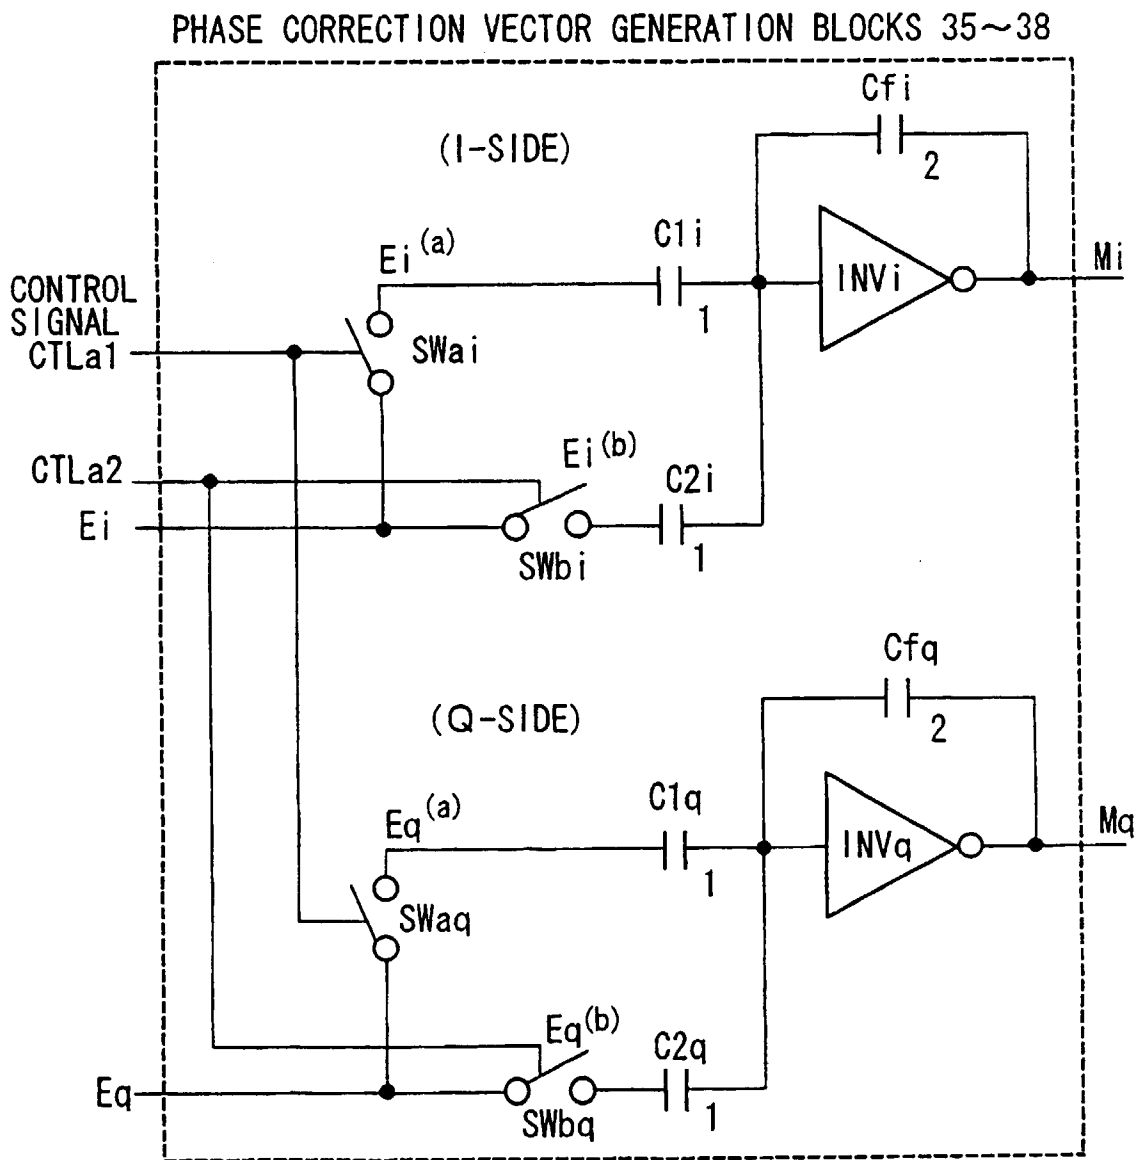 PHASE CORRECTION VECTOR GENERATION BLOCKS 35~38
Cfi
2
(I-SIDE)
Ei(a)
C1i
1
INVi
Mi
CONTROL
SIGNAL
CTLa1
SWai
CTLa2
Ei(b)
C2i
1
Ei
SWbi
Cfq
2
(Q-SIDE)
Eq(a)
C1q
1
INVq
Mq
SWaq
Eq(b)
C2q
1
Eq
SWbq